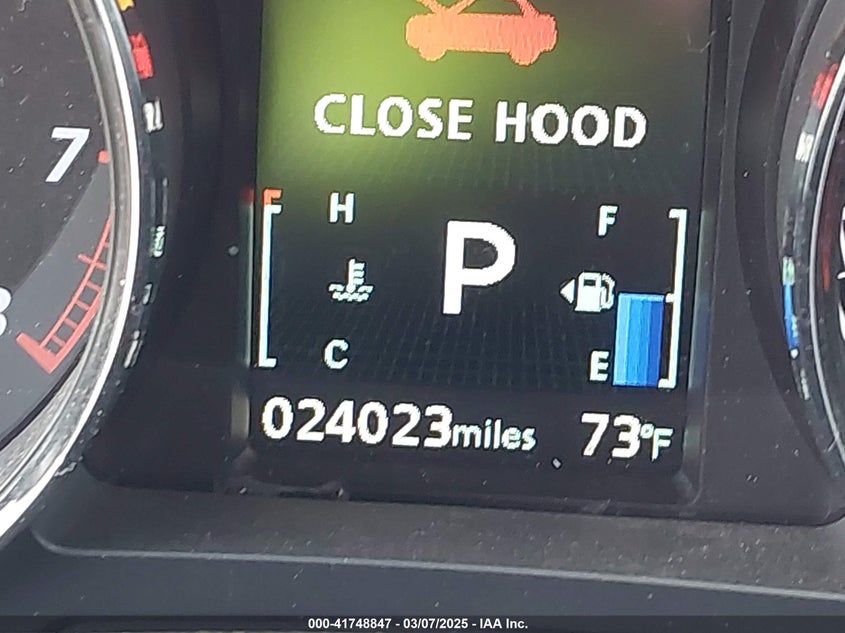 CLOSE HOOD
7
H
F
P
C
E
024023miles 73°F
000-41748847 - 03/07/2025 - IAA Inc.